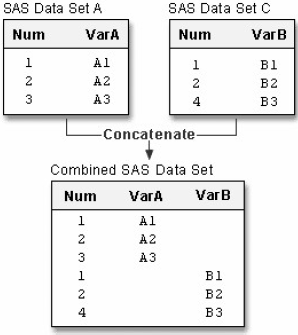 SAS Data Set A
SAS Data Set C
Num VarA
Num VarB
1 A1
1 B1
2 A2
2 B2
3 A3
4 B3
Concatenate
Combined SAS Data Set
Num VarA VarB
1 A1
2 A2
3 A3
1 B1
2 B2
4 B3